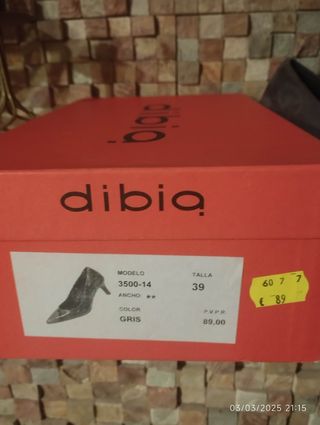 dibia
dibia
MODELO
3500-14
ANCHO: **
COLOR
GRIS
TALLA
39
P.V.P.R.
89,00
60 7 7
€ 89
03/03/2025 21:15